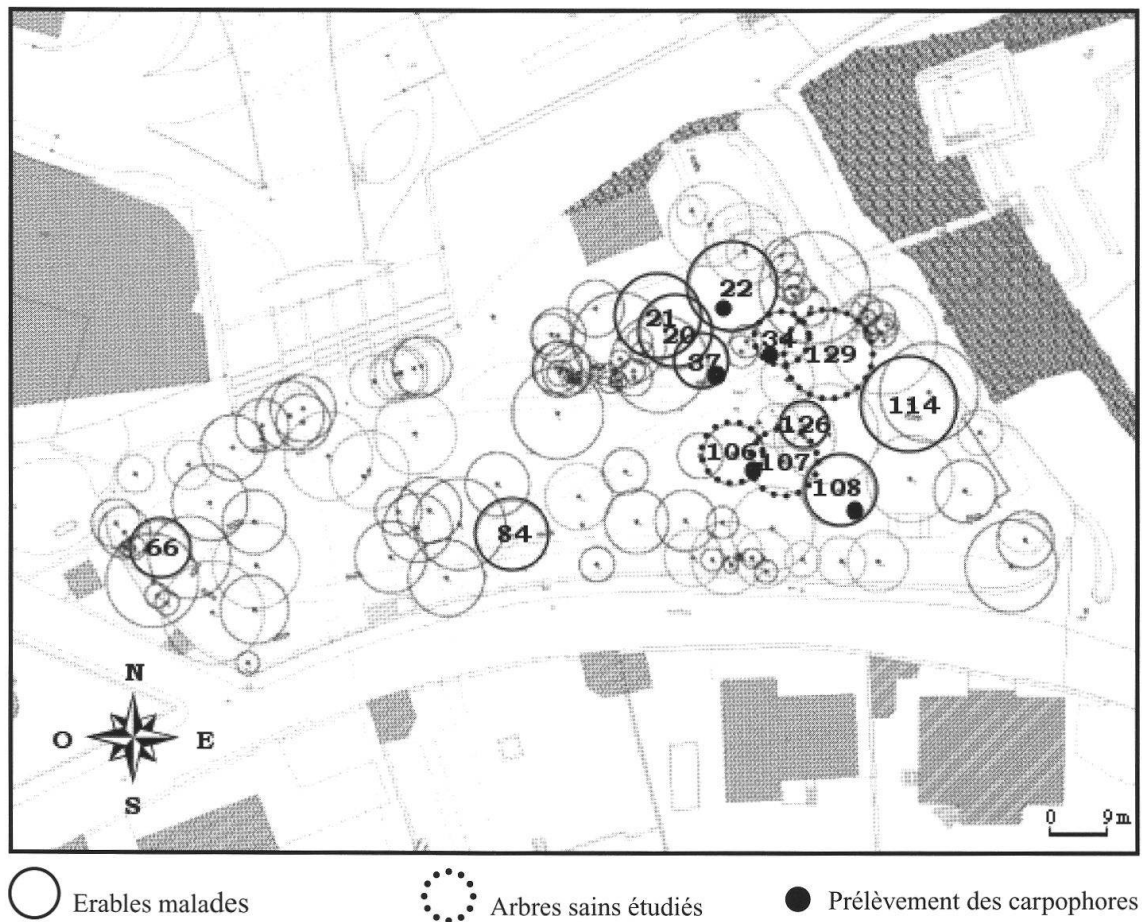 22
21
20
34
37
129
114
126
106
107
108
84
66
N
O E
S
0 9 m
Erables malades
Arbres sains étudiés
Prélèvement des carpophores